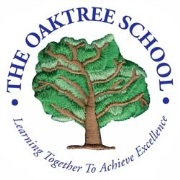 • THE OAKTREE SCHOOL •
Learning Together To Achieve Excellence